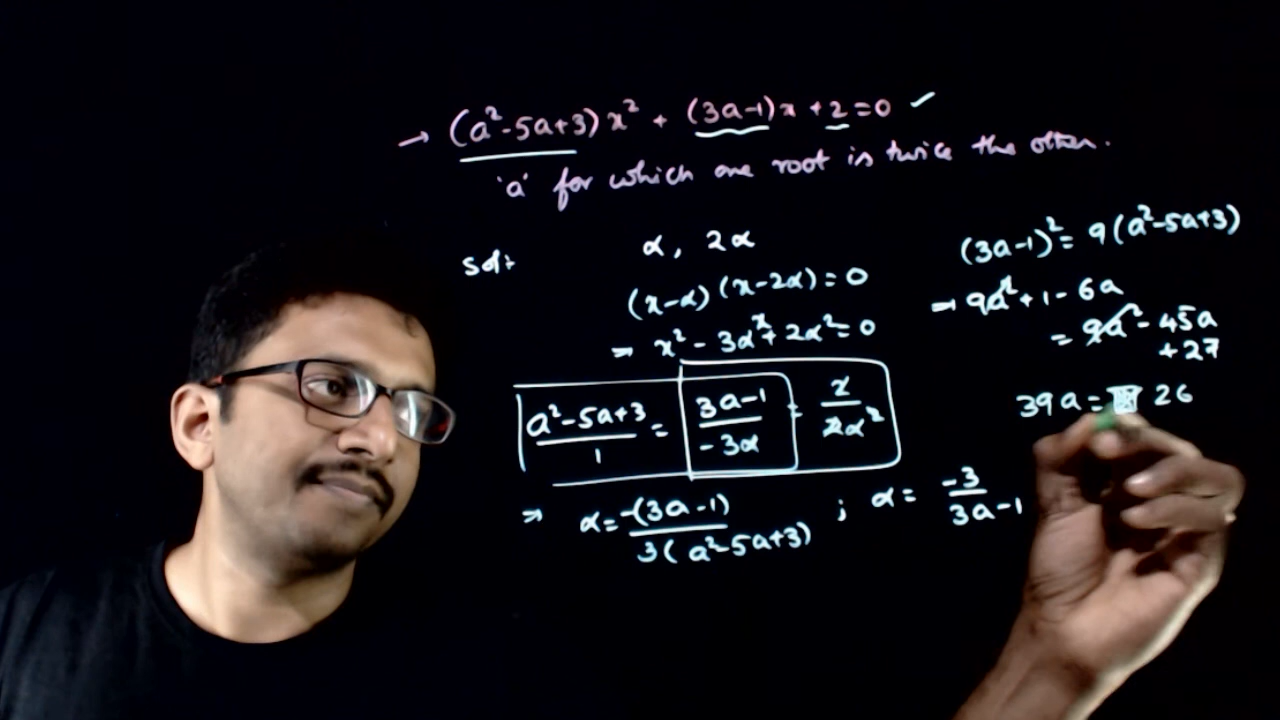 → (a²-5a+3)x² + (3a-1)x + 2 = 0 ✓
'a' for which one root is twice the other.
Sol:
α, 2α
(x-α)(x-2α) = 0
⇒ x² - 3αx + 2α² = 0
(a²-5a+3)/1 = (3a-1)/(-3α) = 2/(2α²)
⇒ α = -(3a-1)/(3(a²-5a+3)) ; α = -3/(3a-1)
(3a-1)² = 9(a²-5a+3)
⇒ 9a² + 1 - 6a
= 9a² - 45a
+27
39a = 26